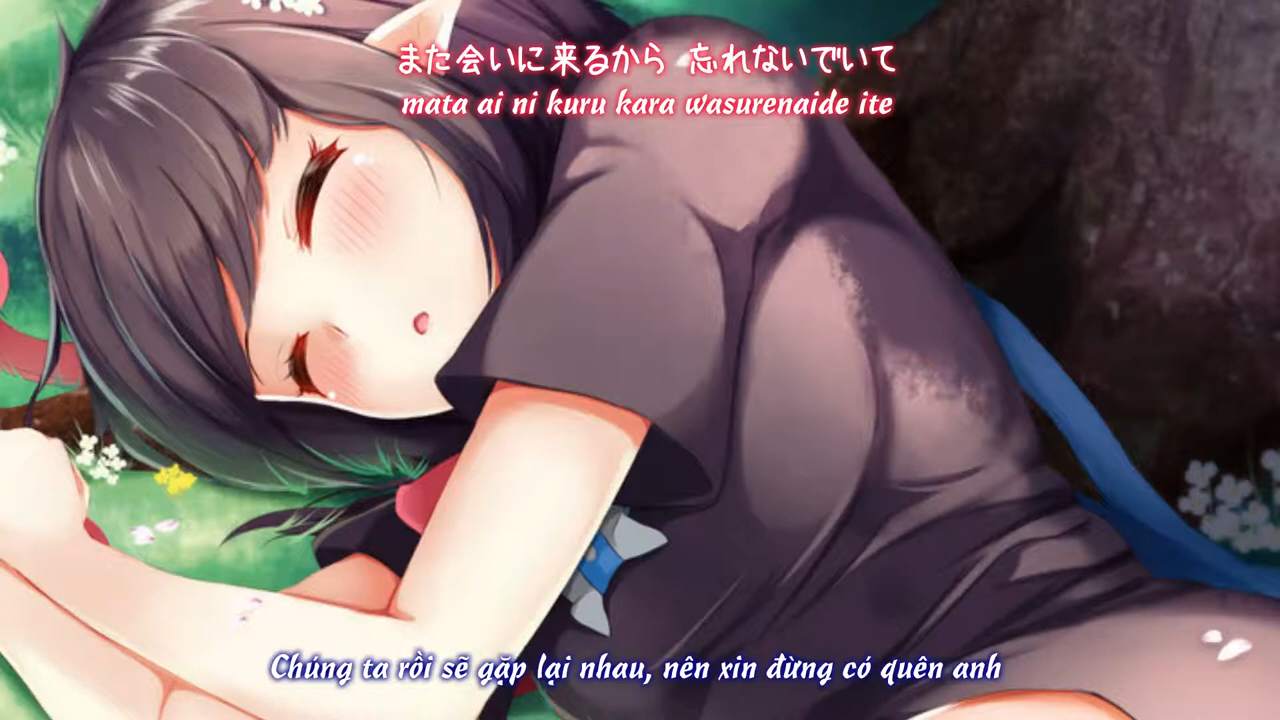 また会いに来るから 忘れないでいて
mata ai ni kuru kara wasurenaide ite
Chúng ta rồi sẽ gặp lại nhau, nên xin đừng có quên anh